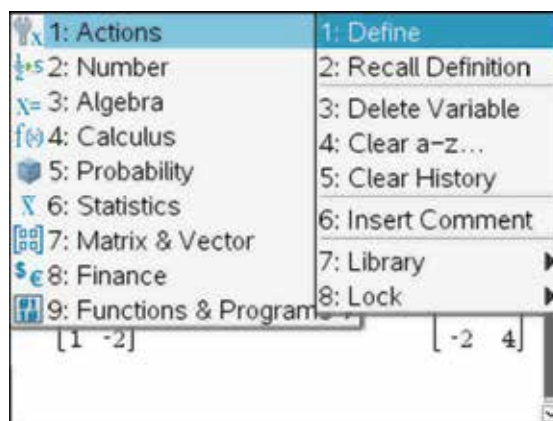 1: Actions
2: Number
3: Algebra
4: Calculus
5: Probability
6: Statistics
7: Matrix & Vector
8: Finance
9: Functions & Program
1: Define
2: Recall Definition
3: Delete Variable
4: Clear a-z...
5: Clear History
6: Insert Comment
7: Library
8: Lock
[1 -2]
[-2 4]